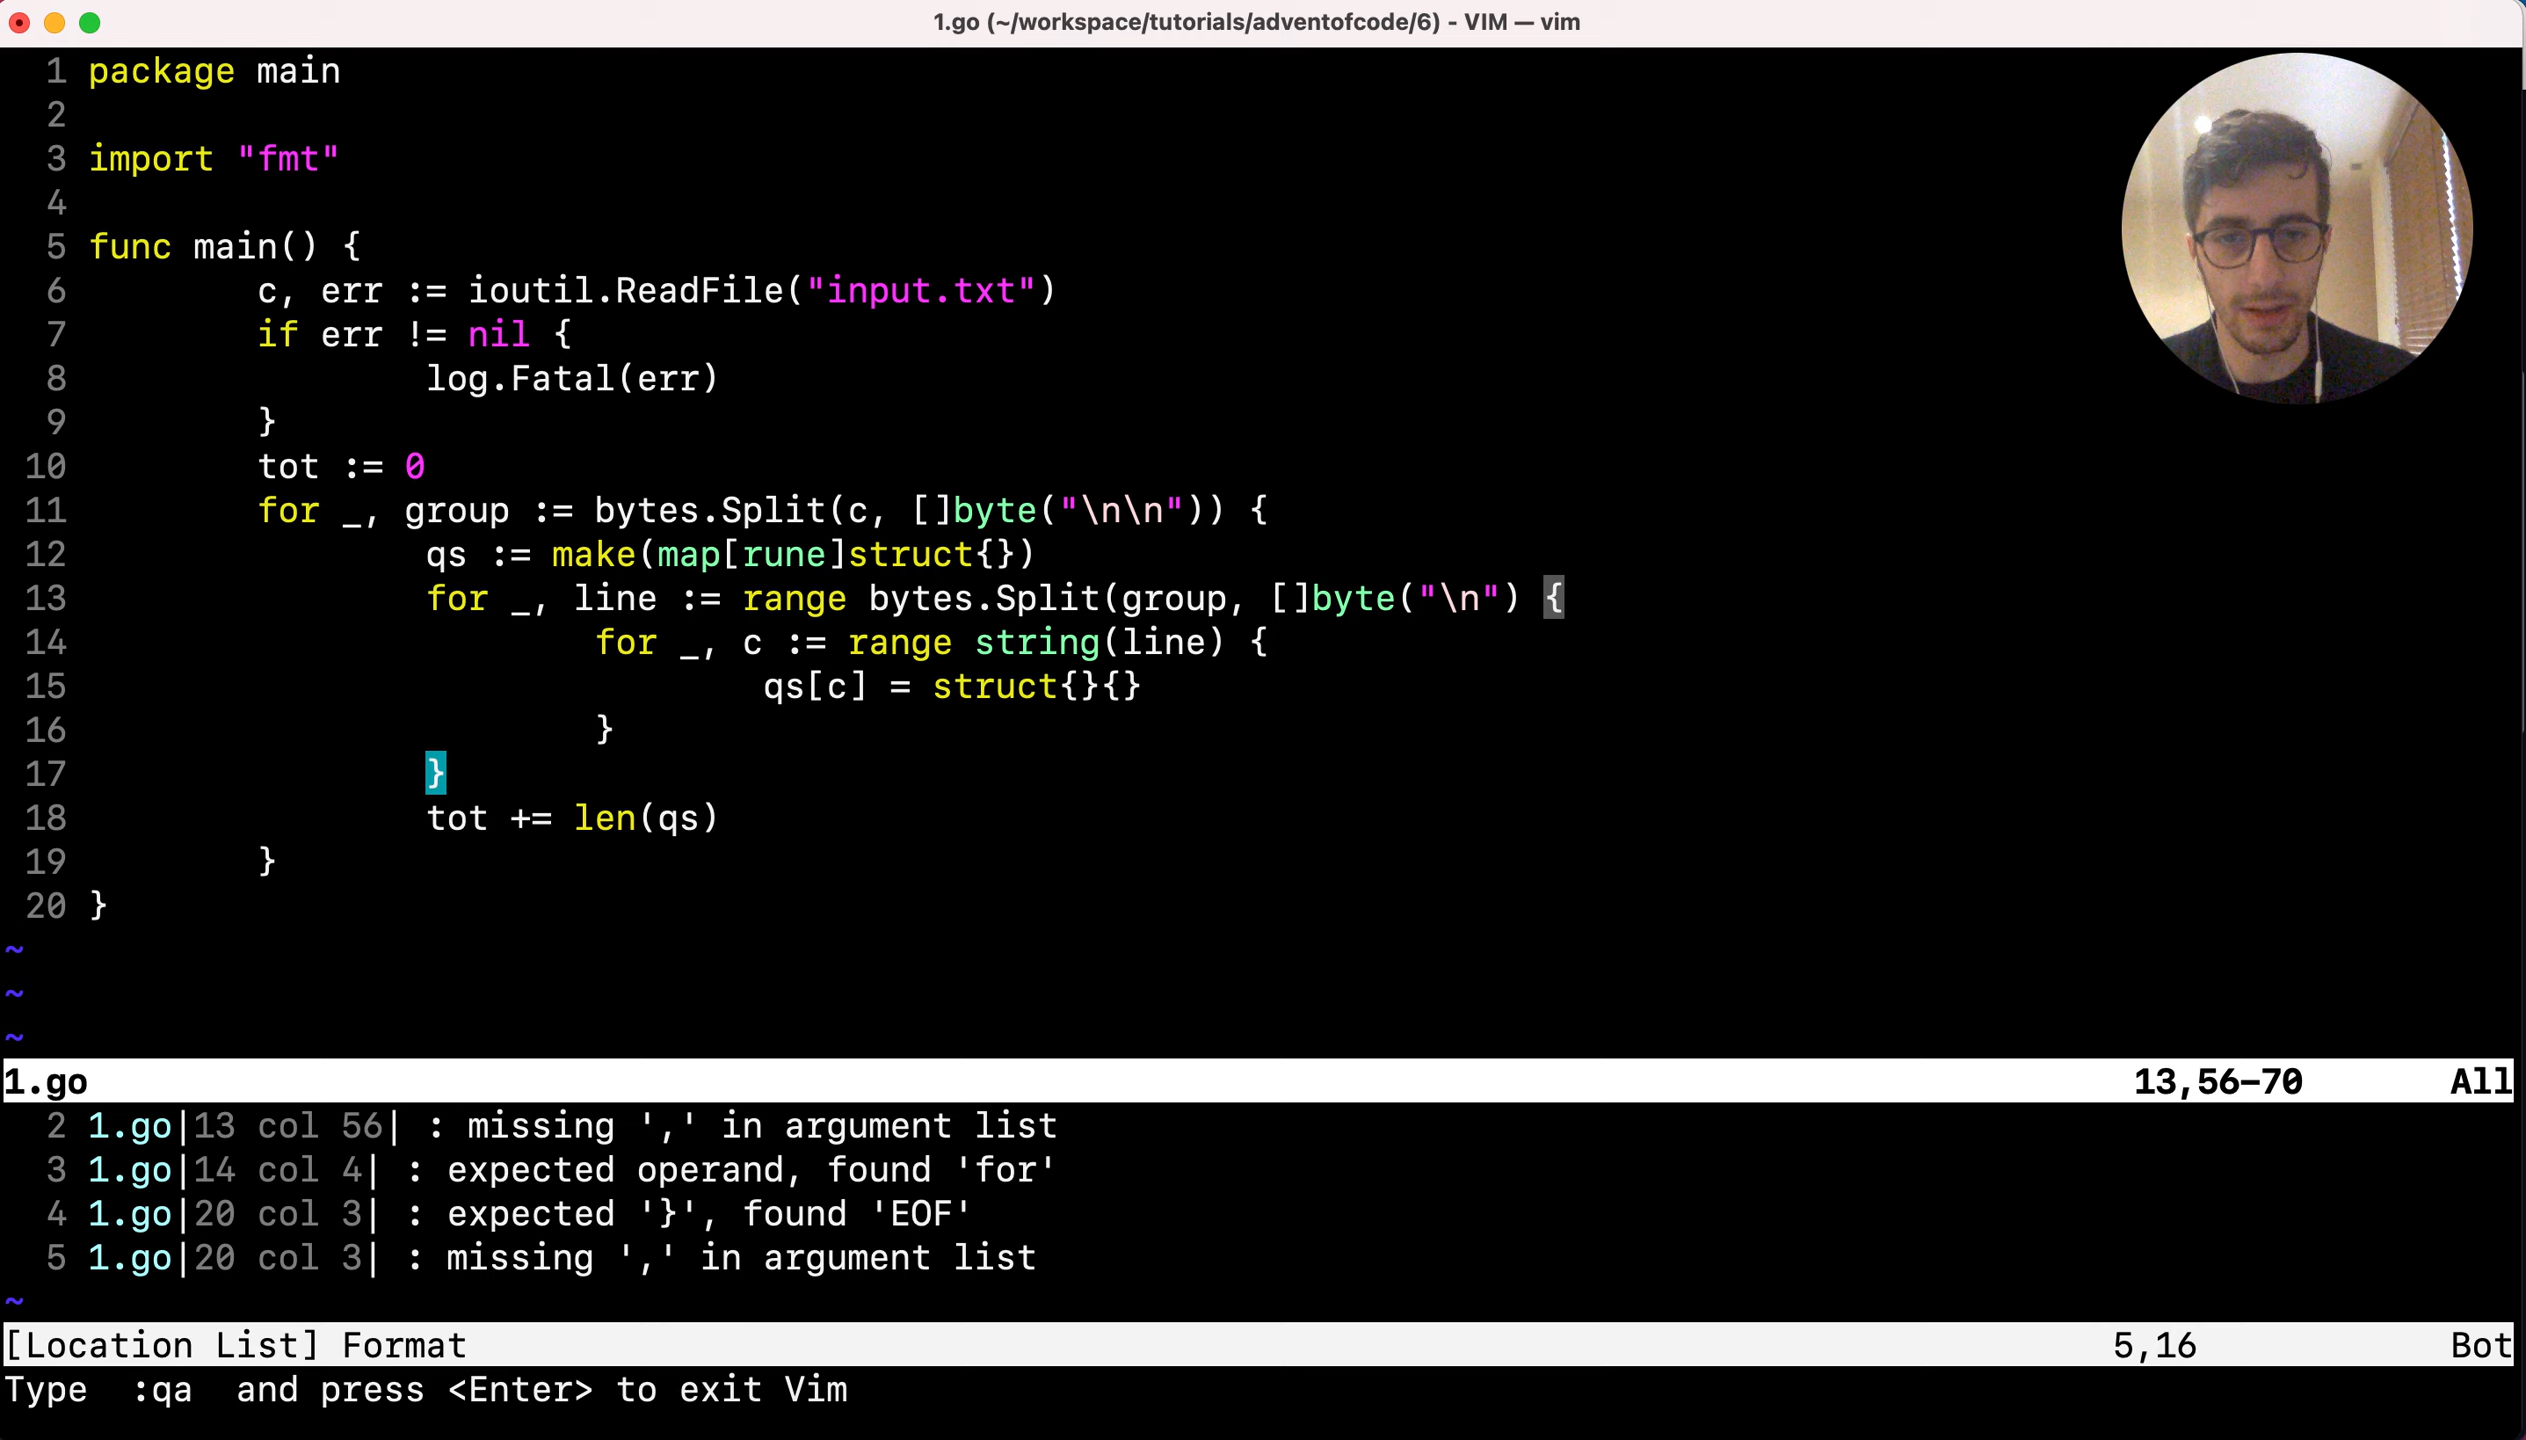 1.go (~/workspace/tutorials/adventofcode/6) - VIM — vim
1 package main
2
3 import "fmt"
4
5 func main() {
6         c, err := ioutil.ReadFile("input.txt")
7         if err != nil {
8                 log.Fatal(err)
9         }
10         tot := 0
11         for _, group := bytes.Split(c, []byte("\n\n")) {
12                 qs := make(map[rune]struct{})
13                 for _, line := range bytes.Split(group, []byte("\n") {
14                         for _, c := range string(line) {
15                                 qs[c] = struct{}{}
16                         }
17                 }
18                 tot += len(qs)
19         }
20 }
~
~
~
1.go 13,56-70 All
2 1.go|13 col 56| : missing ',' in argument list
3 1.go|14 col 4| : expected operand, found 'for'
4 1.go|20 col 3| : expected '}', found 'EOF'
5 1.go|20 col 3| : missing ',' in argument list
~
[Location List] Format 5,16 Bot
Type  :qa  and press <Enter> to exit Vim